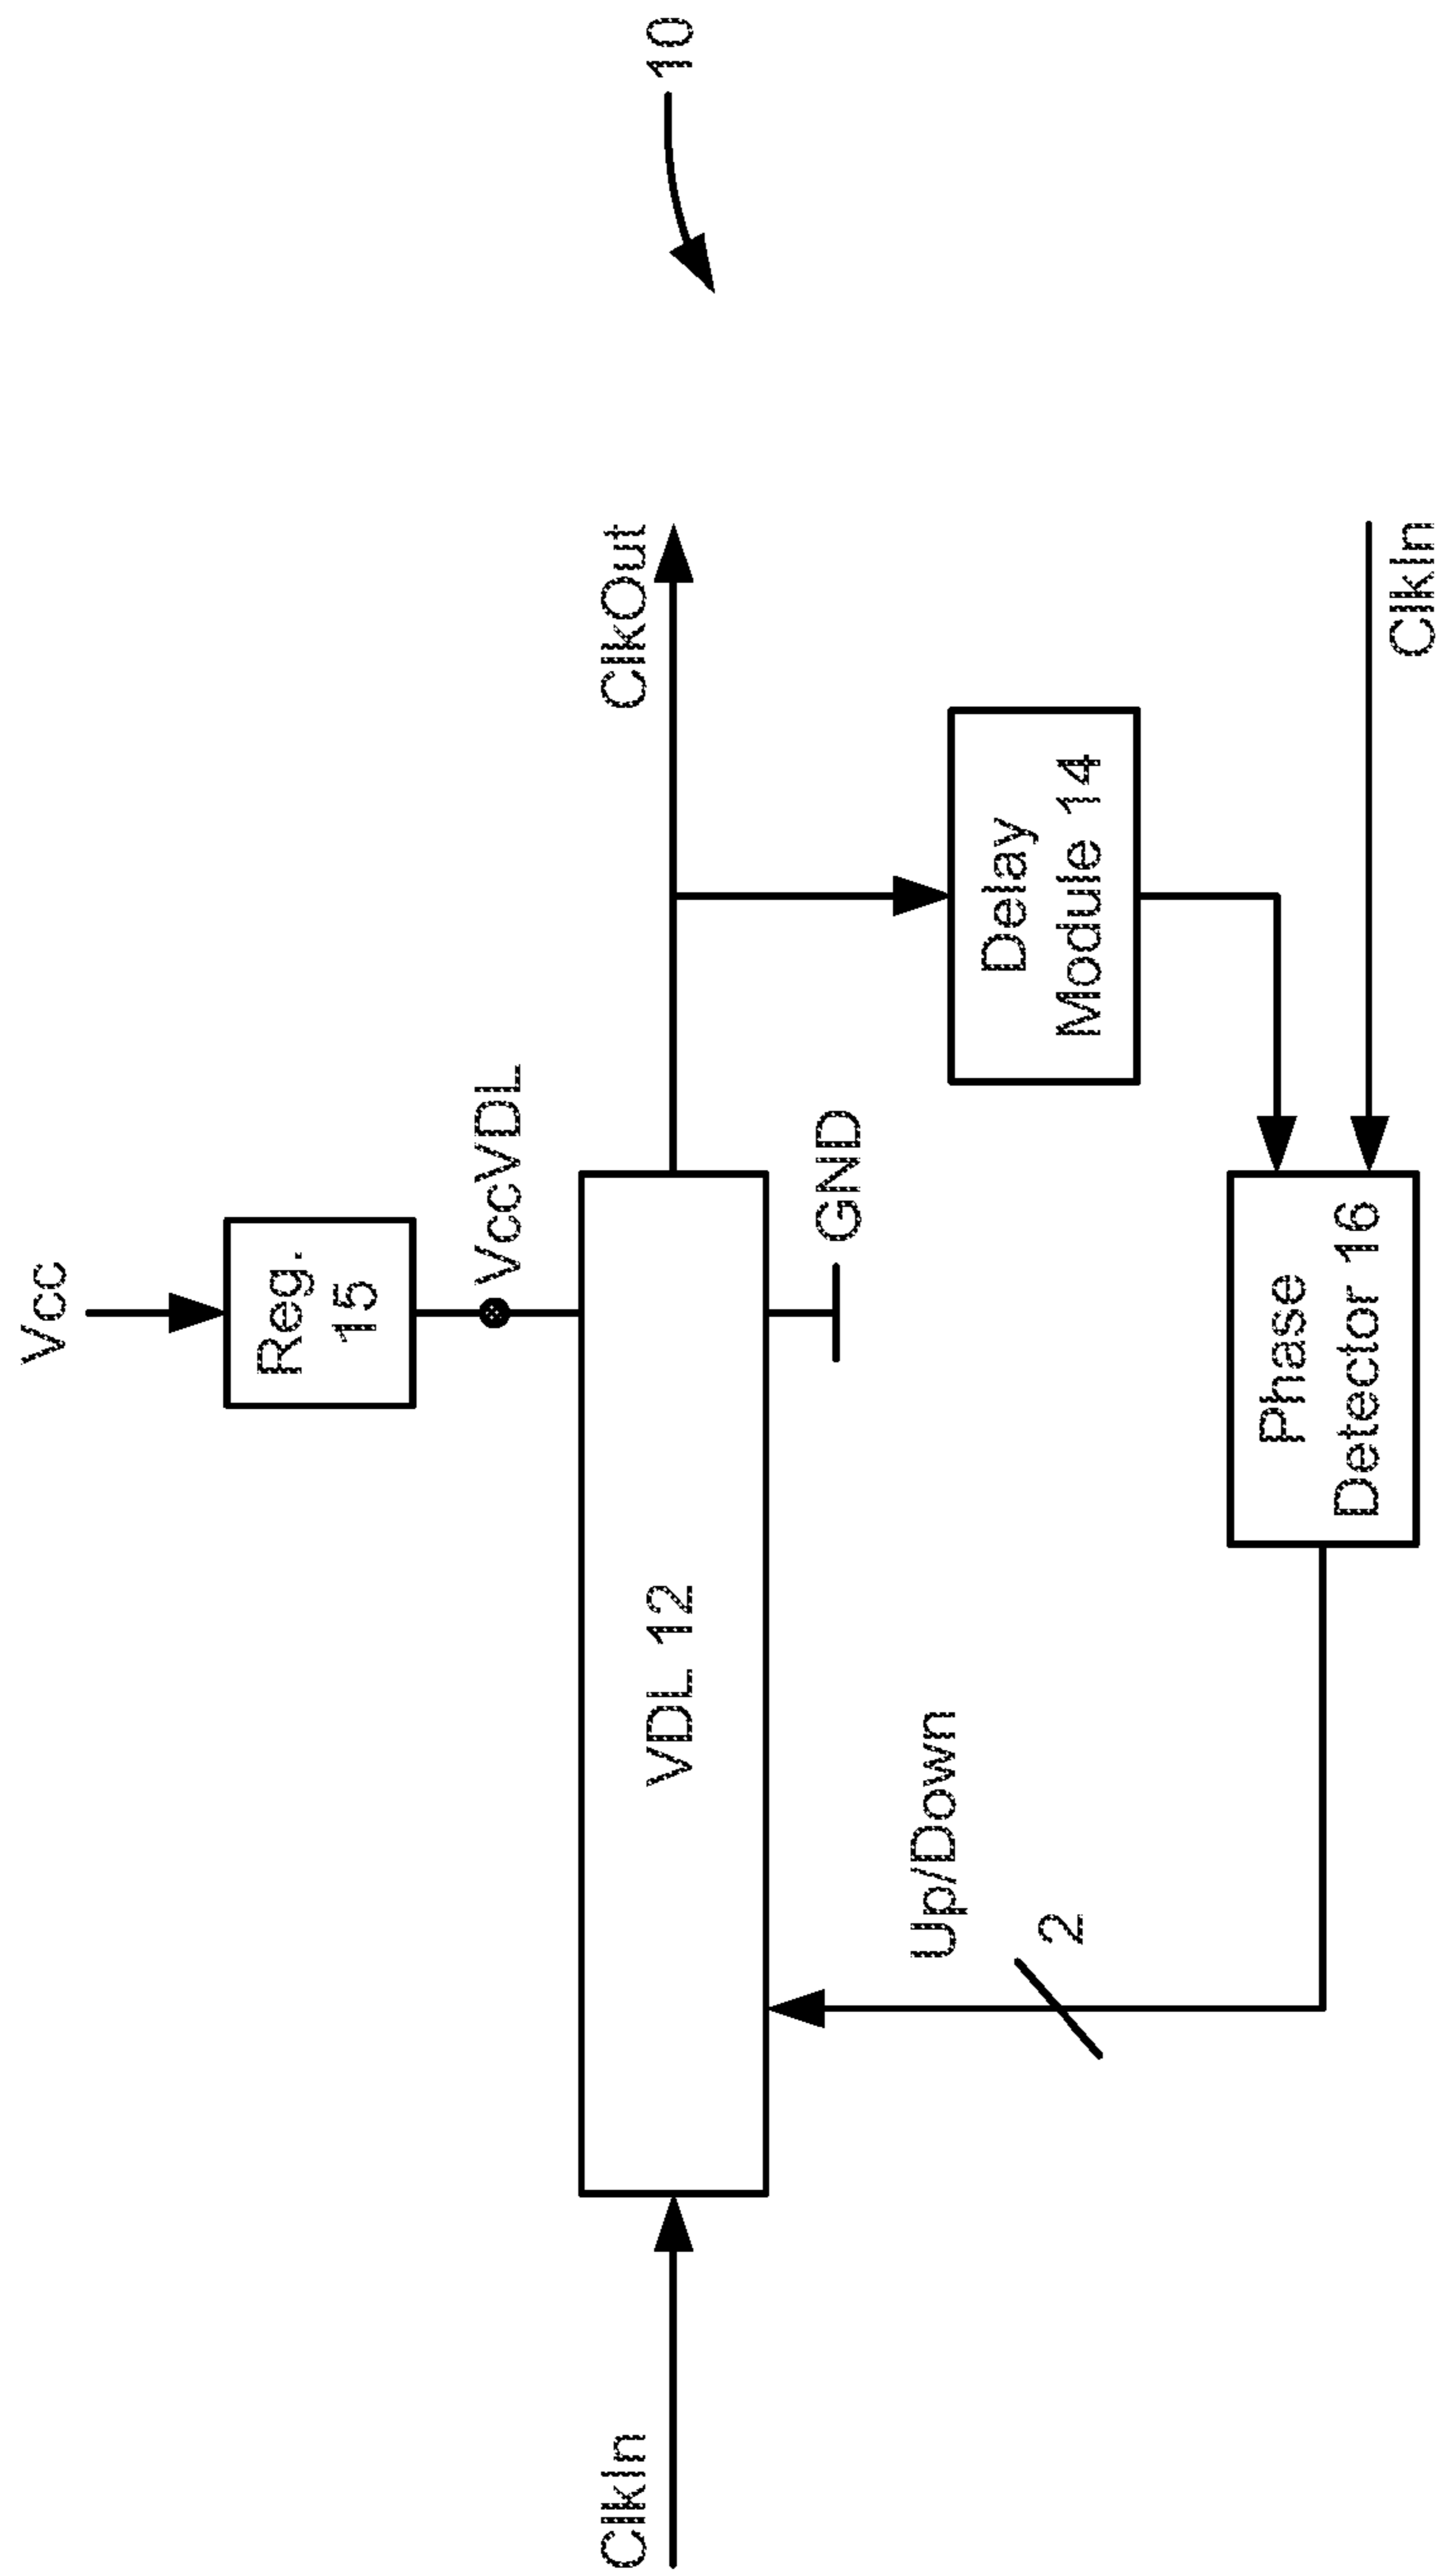 Vcc
Reg.
15
VccVDL
10
ClkIn
VDL 12
ClkOut
GND
Up/Down
2
Delay
Module 14
Phase
Detector 16
ClkIn